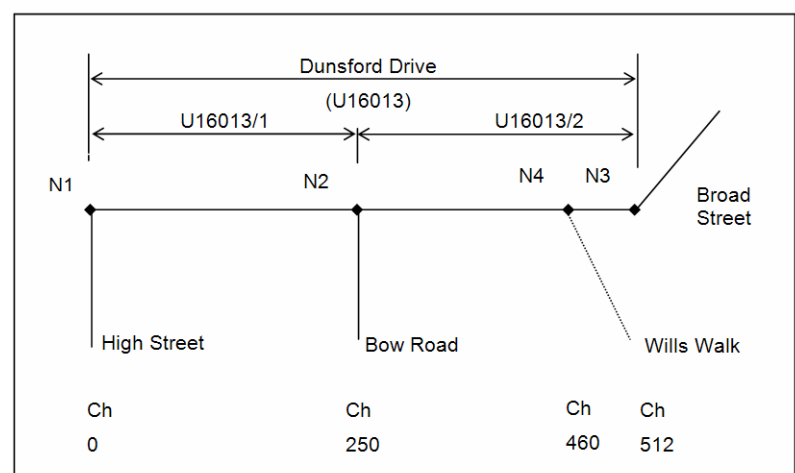 Dunsford Drive
(U16013)
U16013/1
U16013/2
N1
N2
N4
N3
Broad
Street
High Street
Bow Road
Wills Walk
Ch
Ch
Ch
Ch
0
250
460
512